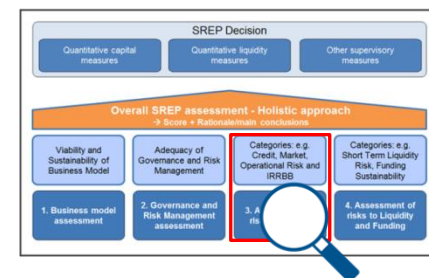 SREP Decision
Quantitative capital
measures
Quantitative liquidity
measures
Other supervisory
measures
Overall SREP assessment - Holistic approach
→ Score + Rationale/main conclusions
Viability and
Sustainability of
Business Model
Adequacy of
Governance and Risk
Management
Categories: e.g.
Credit, Market,
Operational Risk and
IRRBB
Categories: e.g.
Short Term Liquidity
Risk, Funding
Sustainability
1. Business model
assessment
2. Governance and
Risk Management
assessment
3. A
4. Assessment of
risks to Liquidity
and Funding